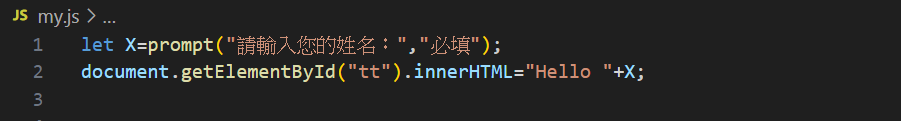 JS my.js > ...
1 let X=prompt("請輸入您的姓名：","必填");
2 document.getElementById("tt").innerHTML="Hello "+X;
3